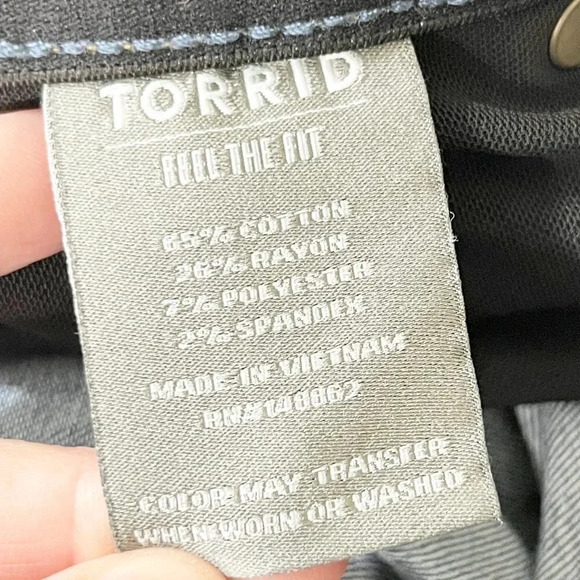 TORRID
FEEL THE FIT
65% COTTON
26% RAYON
7% POLYESTER
2% SPANDEX
MADE IN VIETNAM
RN#148862
COLOR MAY TRANSFER
WHEN WORN OR WASHED